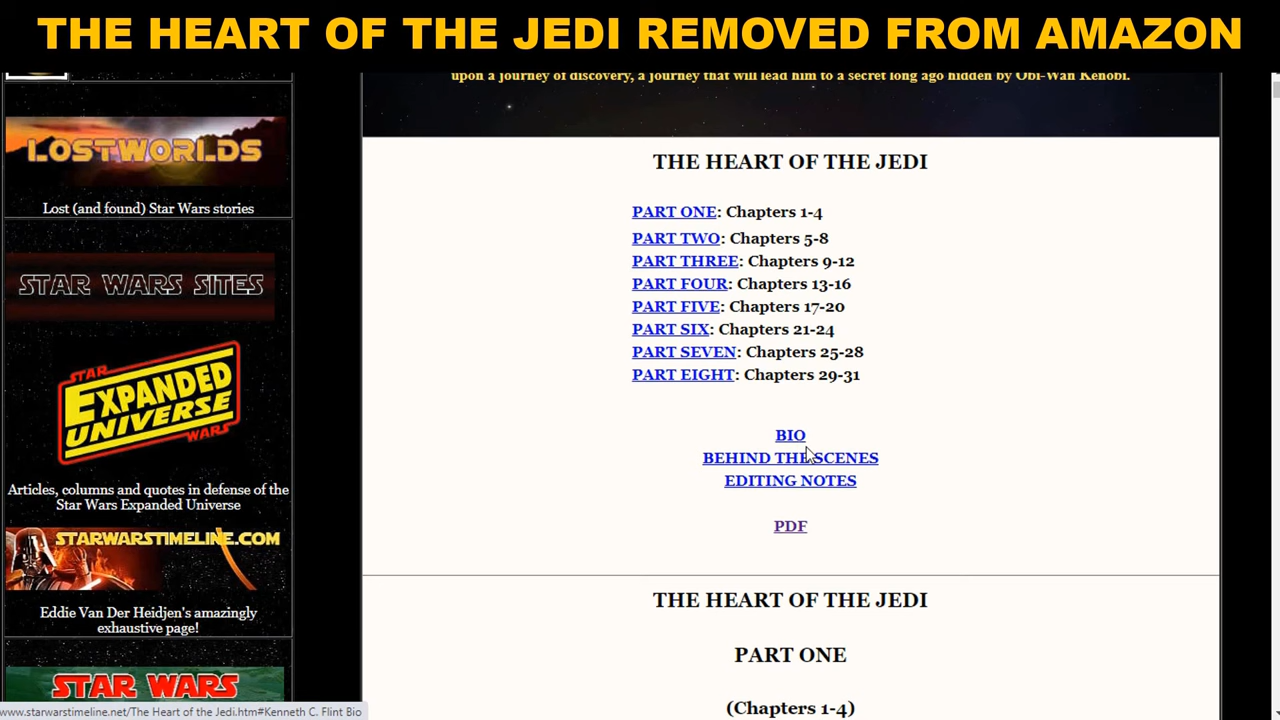 THE HEART OF THE JEDI REMOVED FROM AMAZON
upon a journey of discovery, a journey that will lead him to a secret long ago hidden by Obi-Wan Kenobi.
LOSTWORLDS
Lost (and found) Star Wars stories
STAR WARS SITES
STAR
EXPANDED
UNIVERSE
WARS
Articles, columns and quotes in defense of the
Star Wars Expanded Universe
STARWARSTIMELINE.COM
Eddie Van Der Heidjen's amazingly
exhaustive page!
STAR WARS
THE HEART OF THE JEDI
PART ONE: Chapters 1-4
PART TWO: Chapters 5-8
PART THREE: Chapters 9-12
PART FOUR: Chapters 13-16
PART FIVE: Chapters 17-20
PART SIX: Chapters 21-24
PART SEVEN: Chapters 25-28
PART EIGHT: Chapters 29-31
BIO
BEHIND THE SCENES
EDITING NOTES
PDF
THE HEART OF THE JEDI
PART ONE
(Chapters 1-4)
www.starwarstimeline.net/The Heart of the Jedi.htm#Kenneth C. Flint Bio